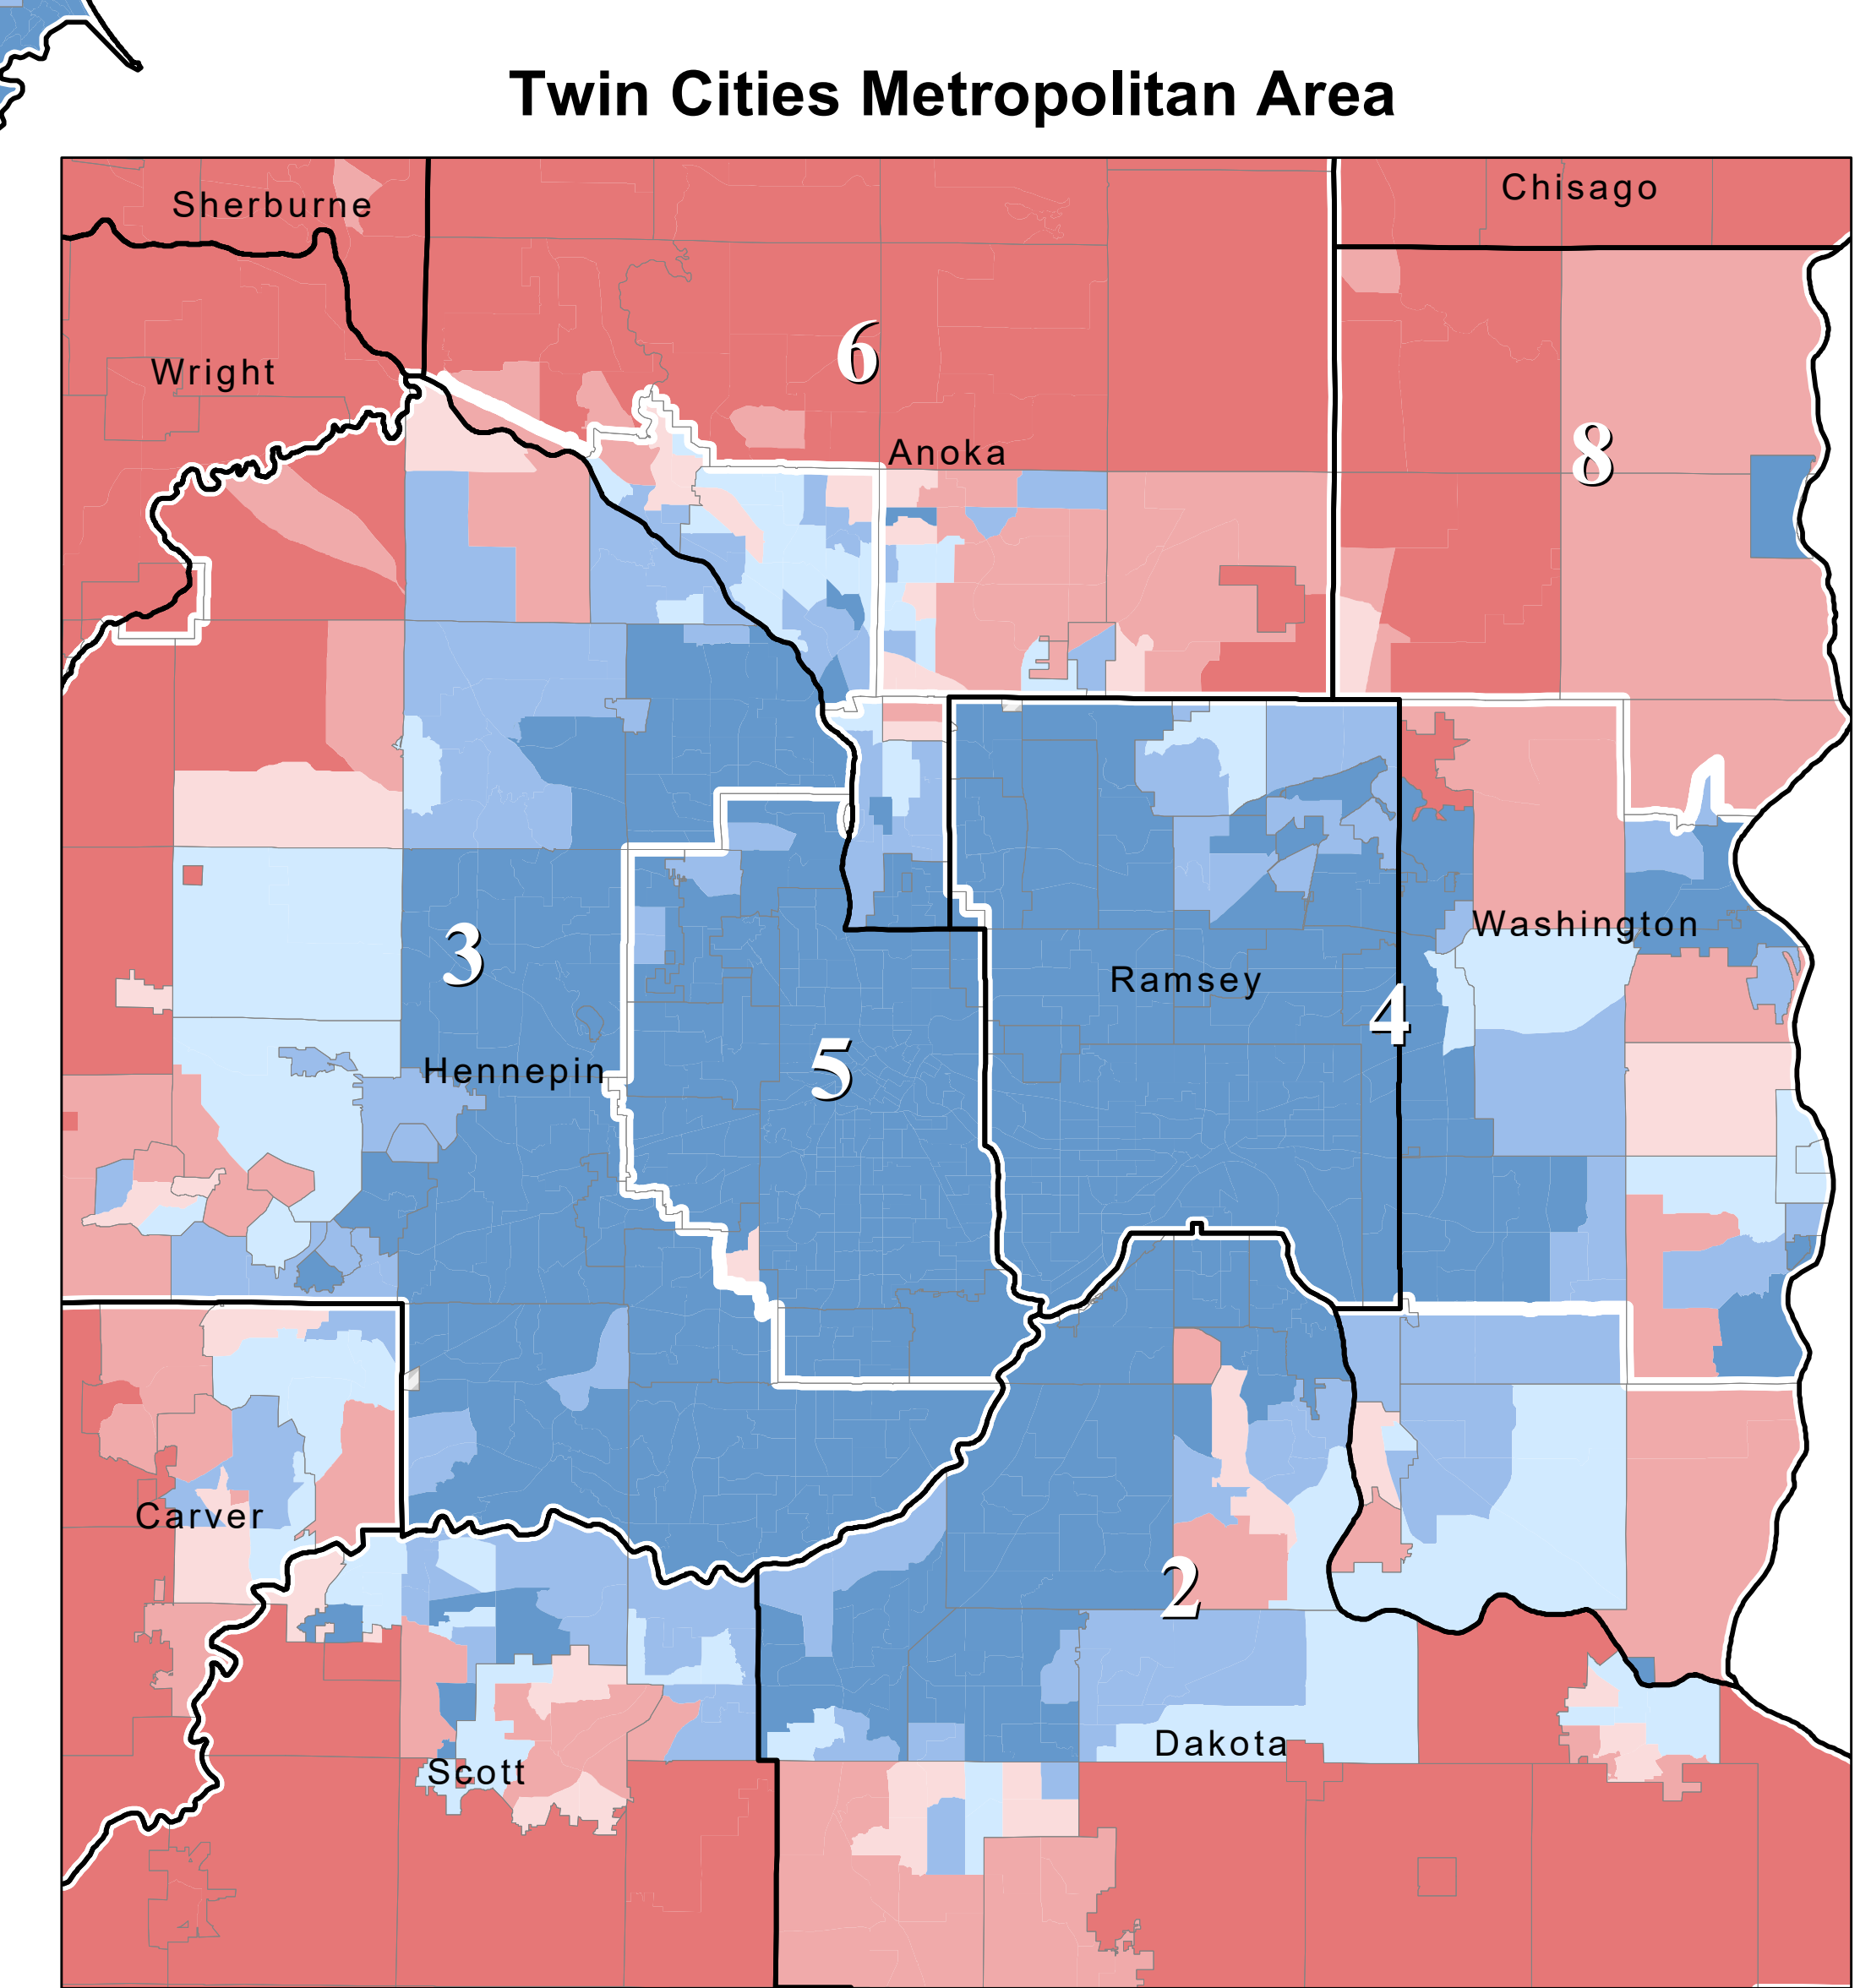 Twin Cities Metropolitan Area
Chisago
Sherburne
6
Wright
Anoka
8
Washington
3
Ramsey
4
Hennepin
5
Carver
2
Dakota
Scott